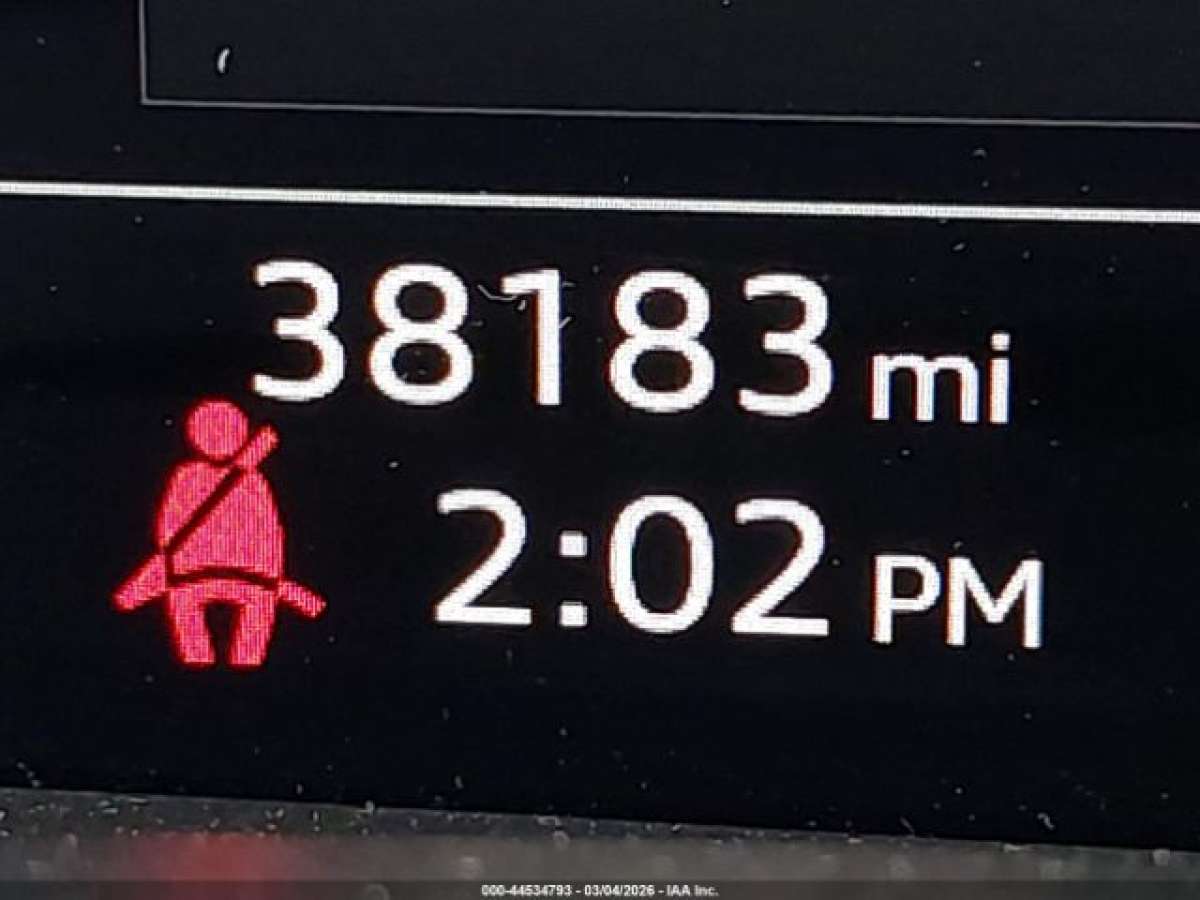 38183 mi
2:02 PM
000-44534793 - 03/04/2026 - IAA Inc.